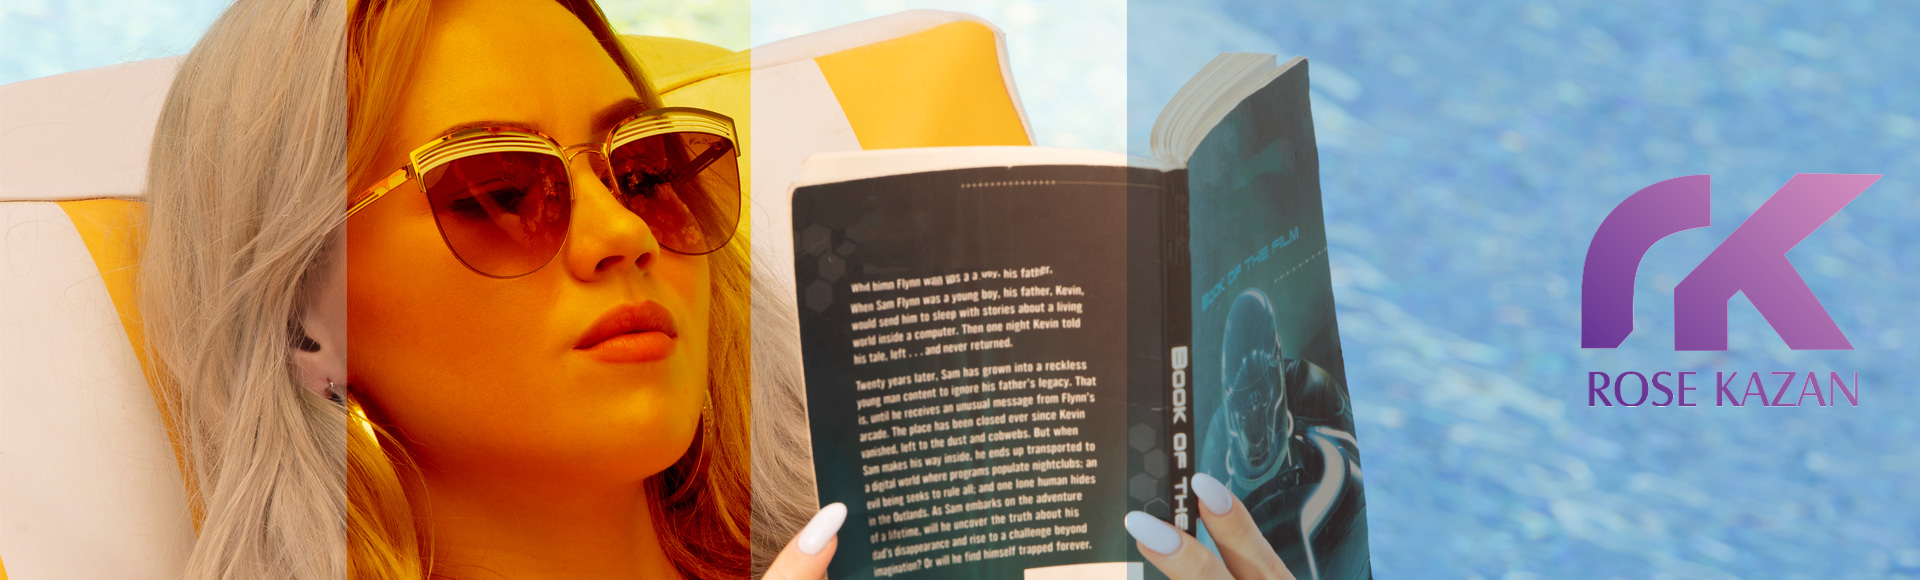 When Sam Flynn was a young boy, his father, Kevin,
would send him to sleep with stories about a living
world inside a computer. Then one night Kevin told
his tale, left . . . and never returned.
Twenty years later, Sam has grown into a reckless
young man content to ignore his father's legacy. That
is, until he receives an unusual message from Flynn's
arcade. The place has been closed ever since Kevin
vanished, left to the dust and cobwebs. But when
Sam makes his way inside, he ends up transported to
a digital world where programs populate nightclubs; an
evil being seeks to rule all; and one lone human hides
in the Outlands. As Sam embarks on the adventure
of a lifetime, will he uncover the truth about his
dad's disappearance and rise to a challenge beyond
imagination? Or will he find himself trapped forever.
BOOK OF THE
BOOK OF THE FILM
rK
ROSE KAZAN